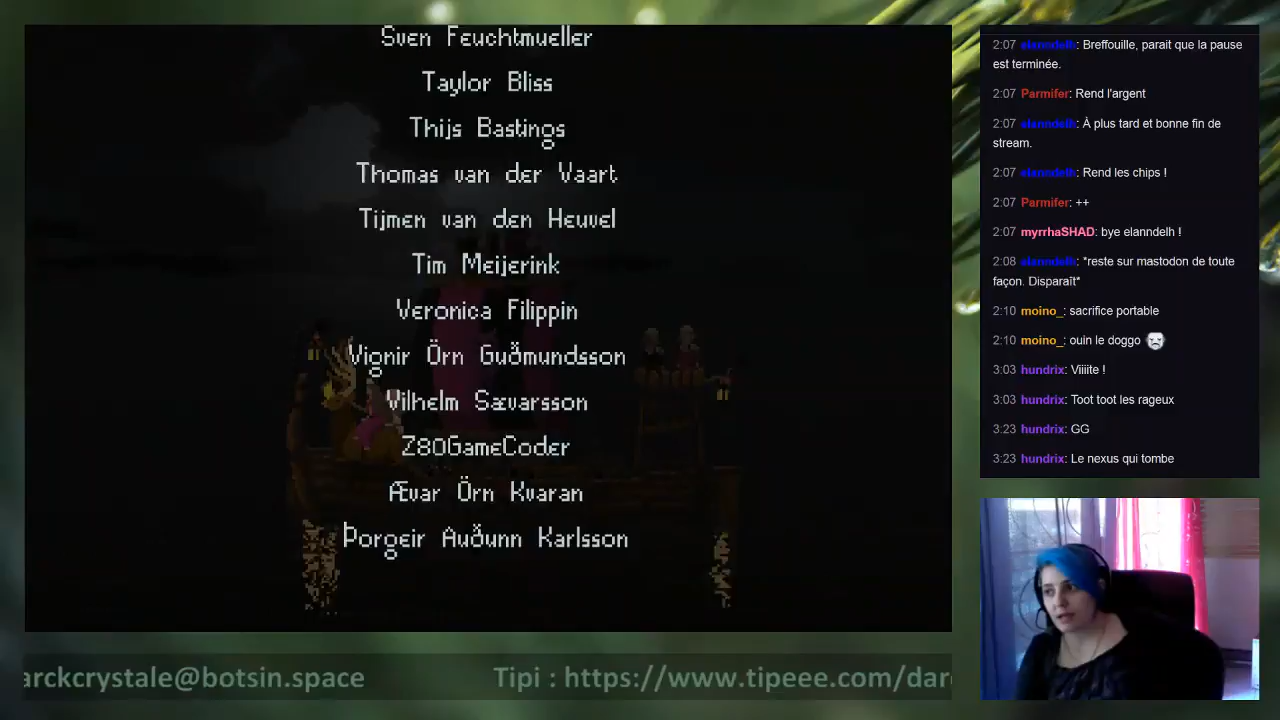 Sven Feuchtmueller
Taylor Bliss
Thijs Bastings
Thomas van der Vaart
Tijmen van den Heuvel
Tim Meijerink
Veronica Filippin
Vignir Örn Guðmundsson
Vilhelm Sævarsson
Z80GameCoder
Ævar Örn Kvaran
Þorgeir Auðunn Karlsson
2:07 elanndelh: Breffouille, parait que la pause
est terminée.
2:07 Parmifer: Rend l'argent
2:07 elanndelh: À plus tard et bonne fin de
stream.
2:07 elanndelh: Rend les chips !
2:07 Parmifer: ++
2:07 myrrhaSHAD: bye elanndelh !
2:08 elanndelh: *reste sur mastodon de toute
façon. Disparaît*
2:10 moino_: sacrifice portable
2:10 moino_: ouin le doggo
3:03 hundrix: Viiiite !
3:03 hundrix: Toot toot les rageux
3:23 hundrix: GG
3:23 hundrix: Le nexus qui tombe
arckcrystale@botsin.space Tipi : https://www.tipeee.com/dar